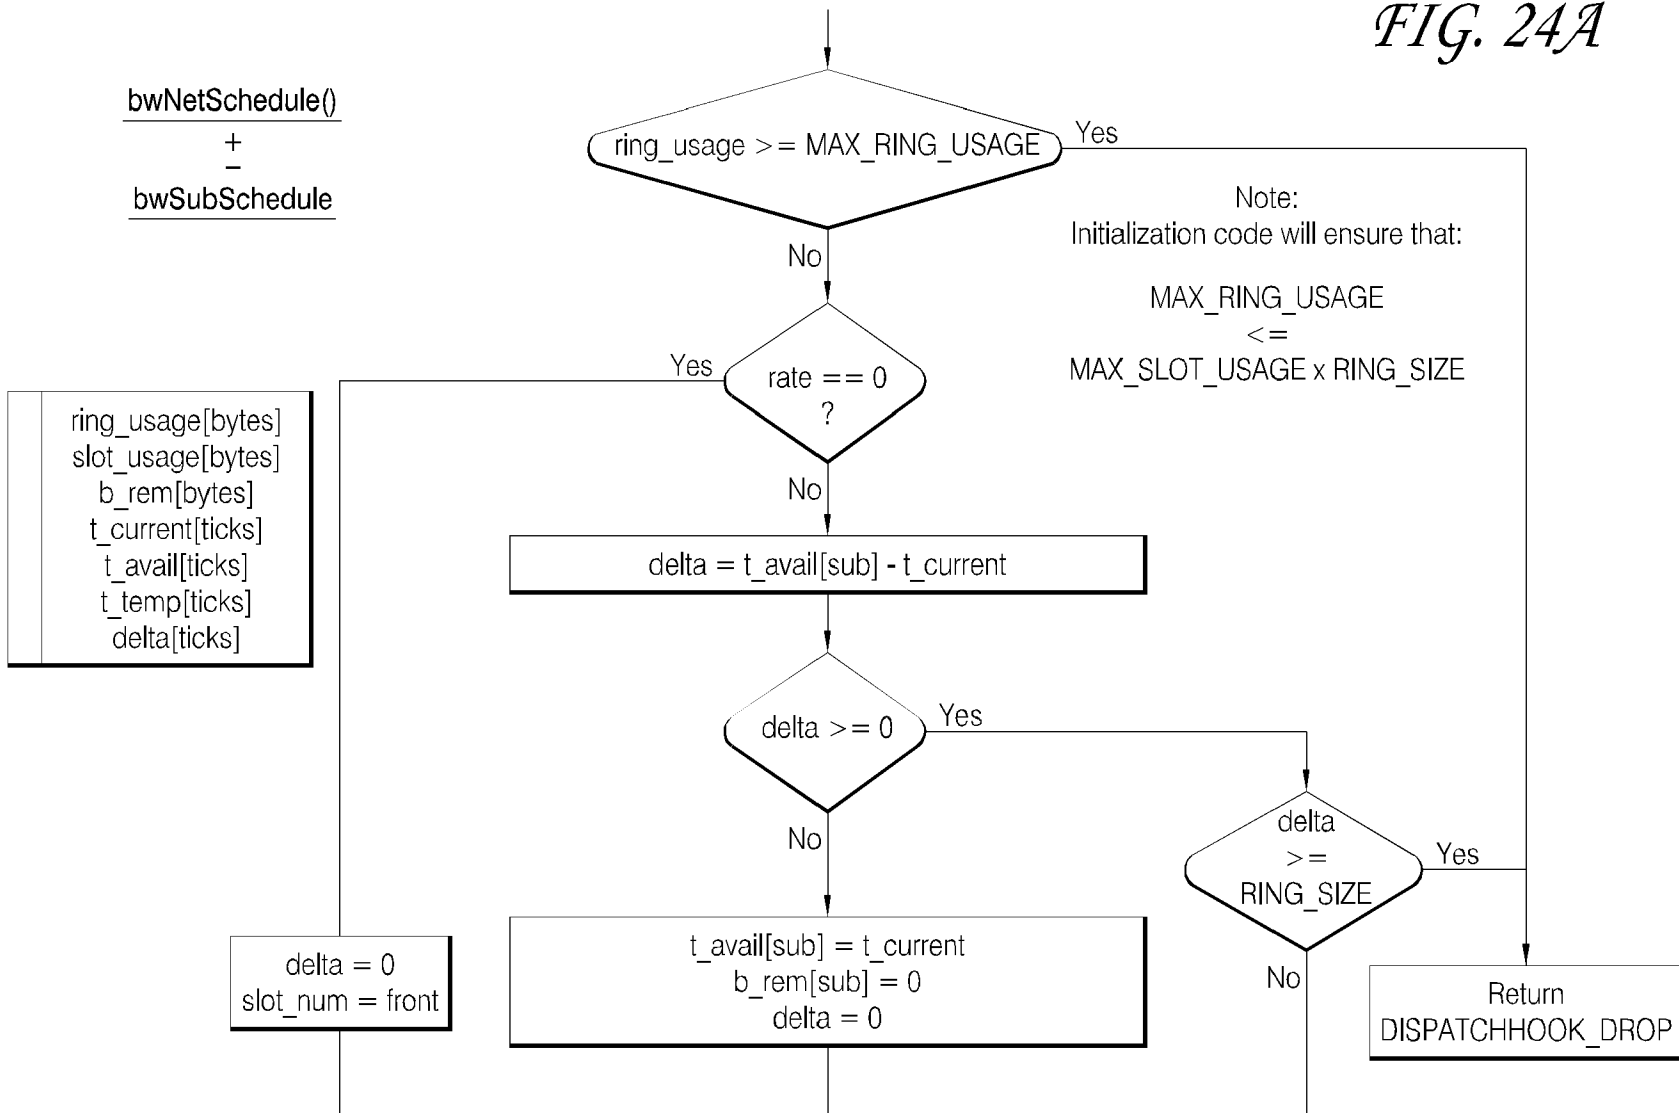 FIG. 24A
bwNetSchedule()
+
–
bwSubSchedule
ring_usage >= MAX_RING_USAGE
Yes
Note:
Initialization code will ensure that:
MAX_RING_USAGE
<=
MAX_SLOT_USAGE x RING_SIZE
No
Yes
rate == 0
?
ring_usage[bytes]
slot_usage[bytes]
b_rem[bytes]
t_current[ticks]
t_avail[ticks]
t_temp[ticks]
delta[ticks]
No
delta = t_avail[sub] - t_current
delta >= 0
Yes
No
delta
>=
RING_SIZE
Yes
No
delta = 0
slot_num = front
t_avail[sub] = t_current
b_rem[sub] = 0
delta = 0
Return
DISPATCHHOOK_DROP